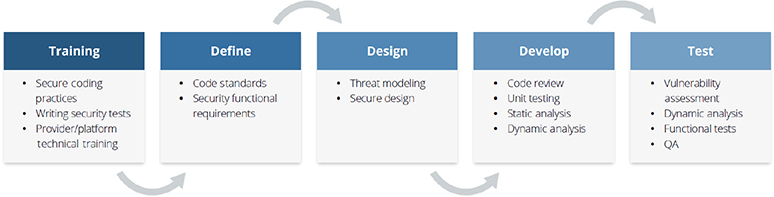 Training
• Secure coding
practices
• Writing security tests
• Provider/platform
technical training
Define
• Code standards
• Security functional
requirements
Design
• Threat modeling
• Secure design
Develop
• Code review
• Unit testing
• Static analysis
• Dynamic analysis
Test
• Vulnerability
assessment
• Dynamic analysis
• Functional tests
• QA